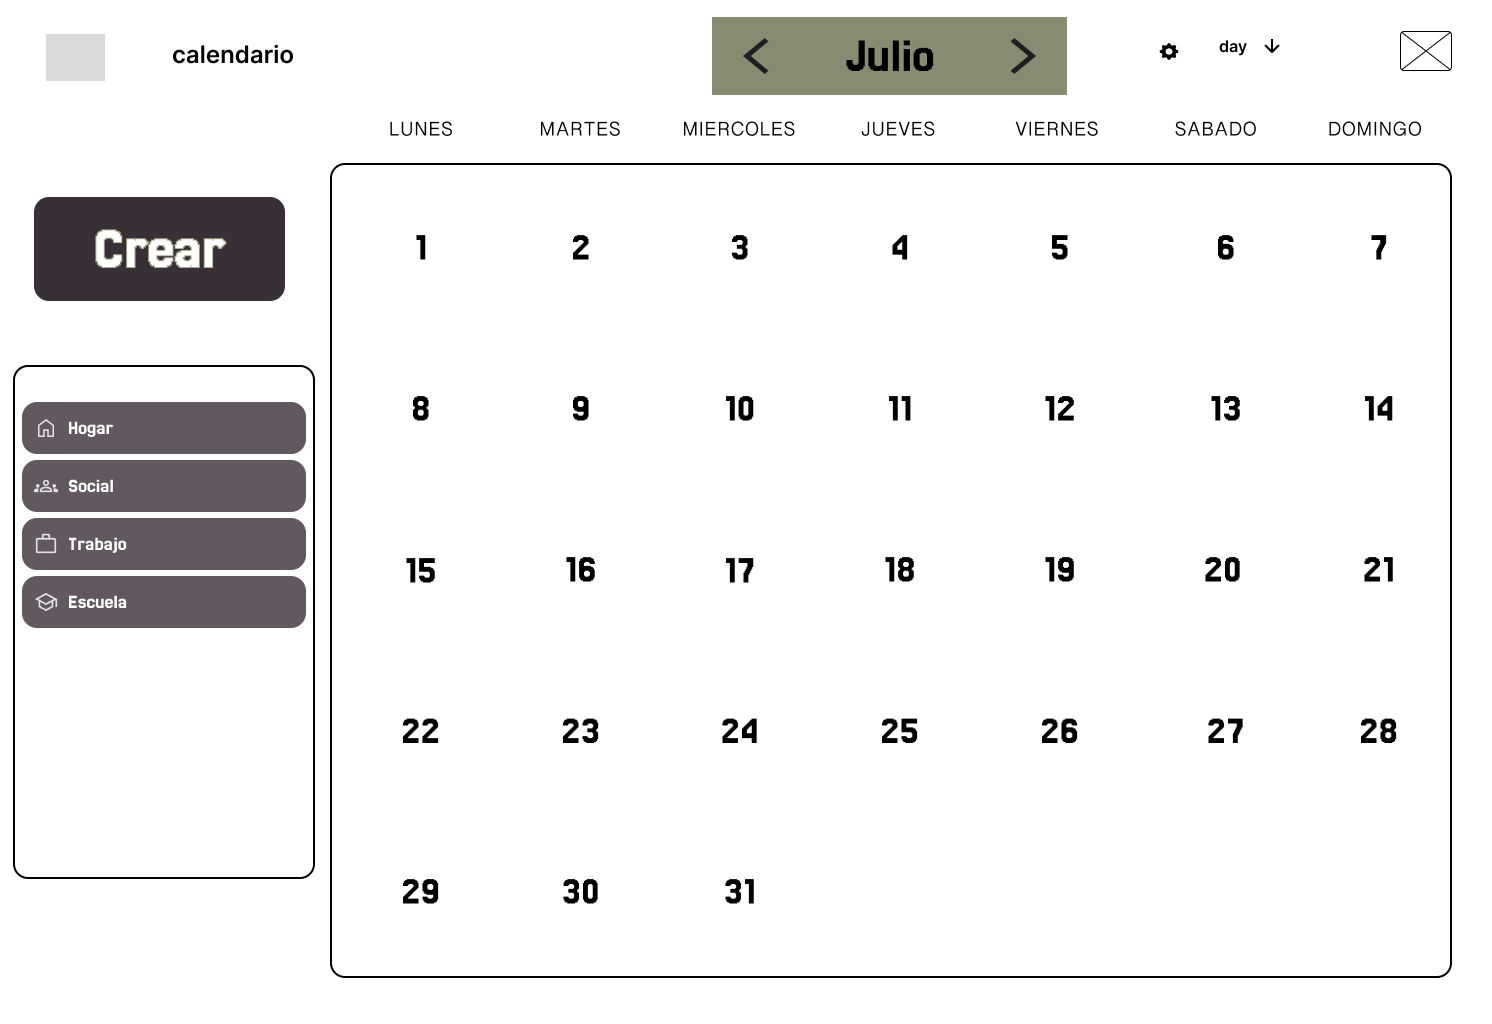 calendario
Julio
day
LUNES MARTES MIERCOLES JUEVES VIERNES SABADO DOMINGO
Crear
Hogar
Social
Trabajo
Escuela
1 2 3 4 5 6 7
8 9 10 11 12 13 14
15 16 17 18 19 20 21
22 23 24 25 26 27 28
29 30 31